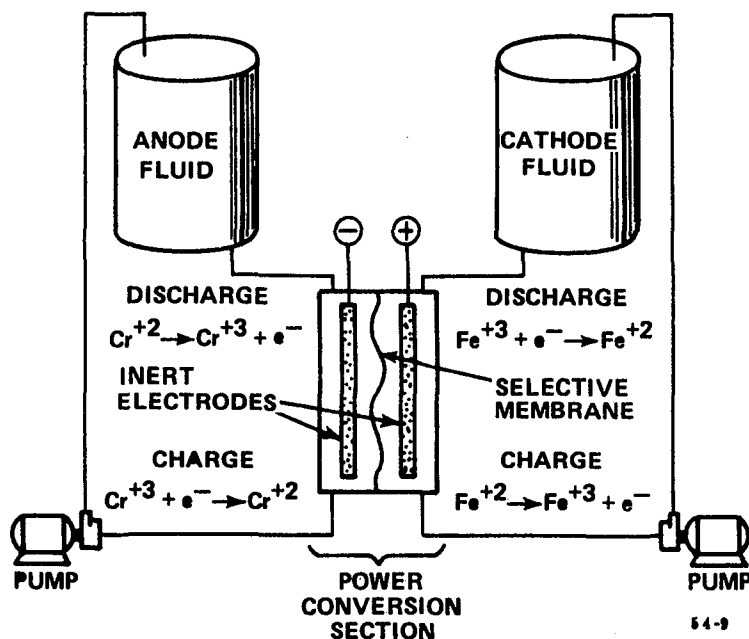 ANODE
FLUID
CATHODE
FLUID
−
+
DISCHARGE
Cr+2→Cr+3 + e−
DISCHARGE
Fe+3 + e−→Fe+2
INERT
ELECTRODES
SELECTIVE
MEMBRANE
CHARGE
Cr+3 + e−→Cr+2
CHARGE
Fe+2→Fe+3 + e−
PUMP
PUMP
POWER
CONVERSION
SECTION
54-9